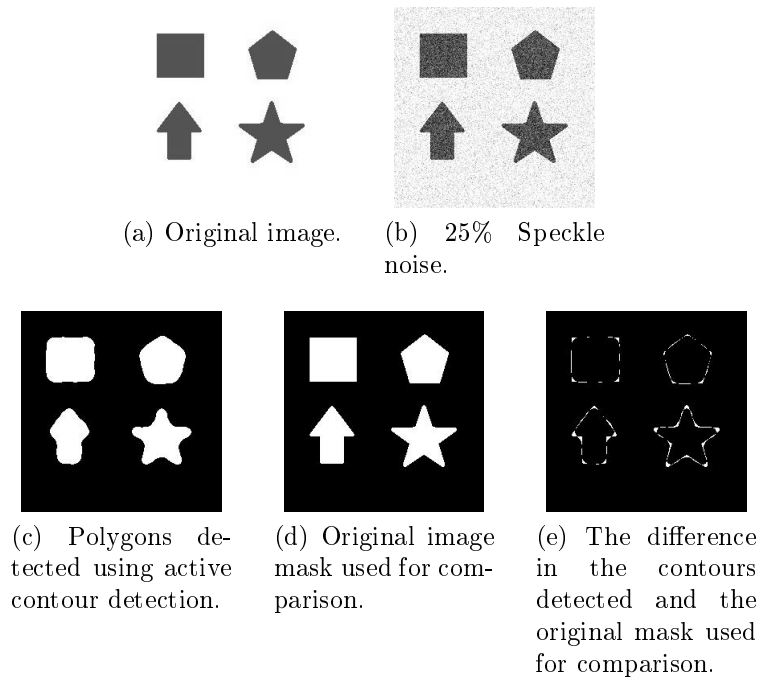 (a) Original image.
(b) 25% Speckle
noise.
(c) Polygons de-
tected using active
contour detection.
(d) Original image
mask used for com-
parison.
(e) The difference
in the contours
detected and the
original mask used
for comparison.